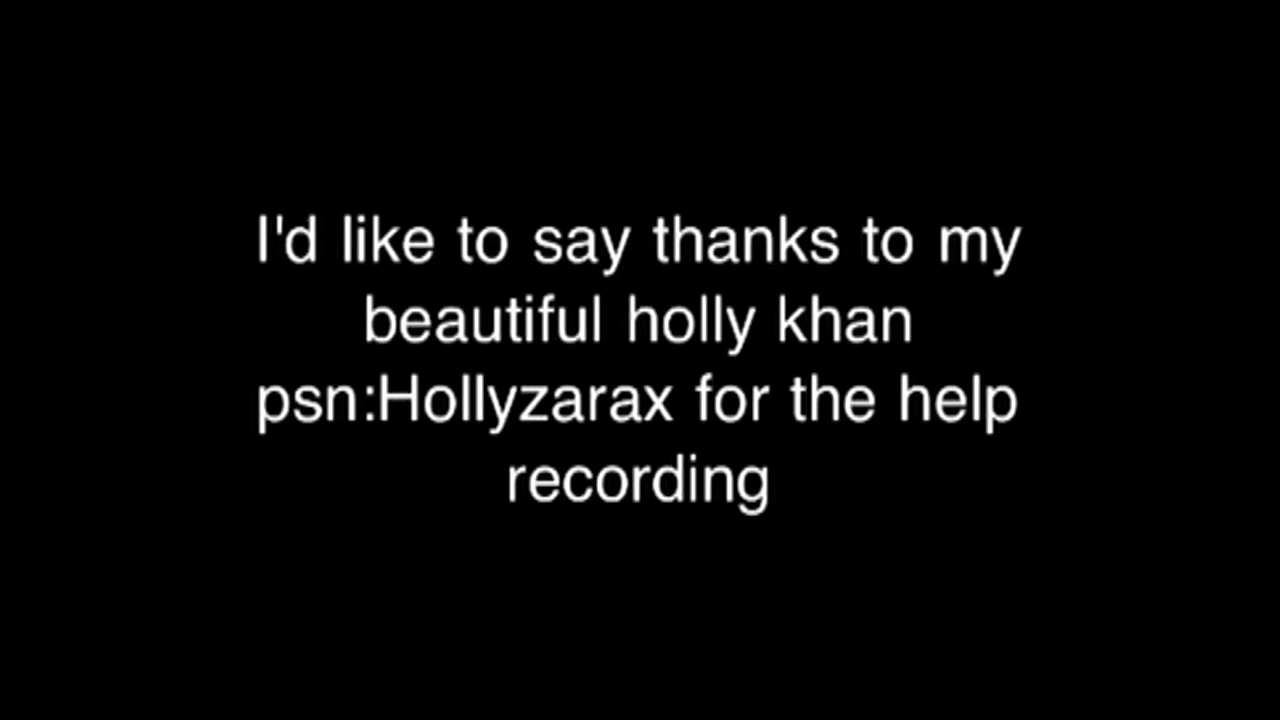 I'd like to say thanks to my
beautiful holly khan
psn:Hollyzarax for the help
recording